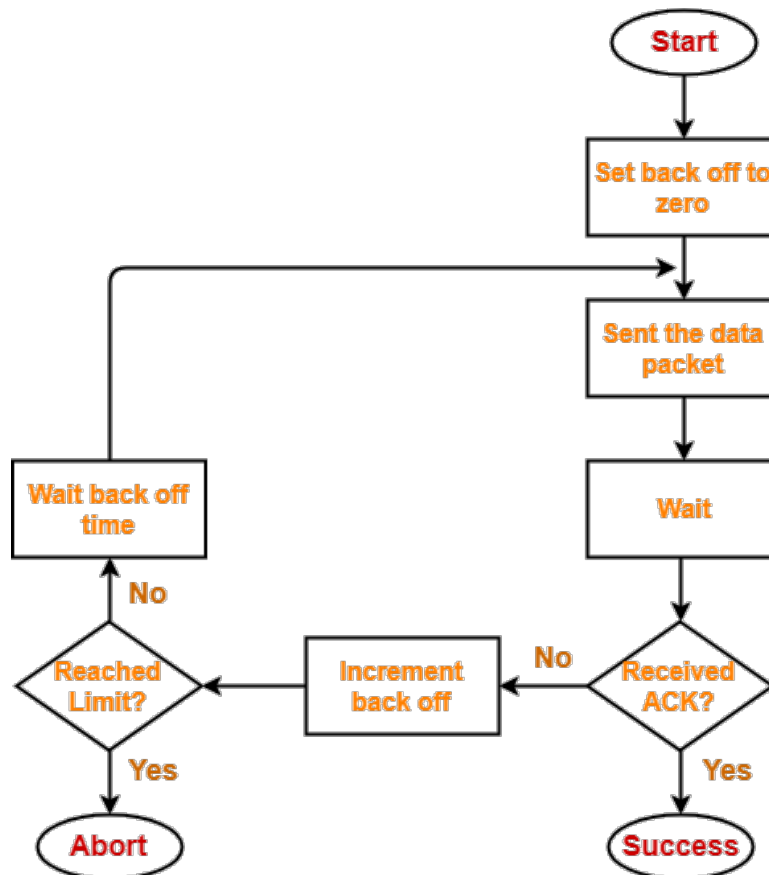 Start
Set back off to
zero
Sent the data
packet
Wait back off
time
Wait
No
Reached
Limit?
Increment
back off
No
Received
ACK?
Yes
Yes
Abort
Success